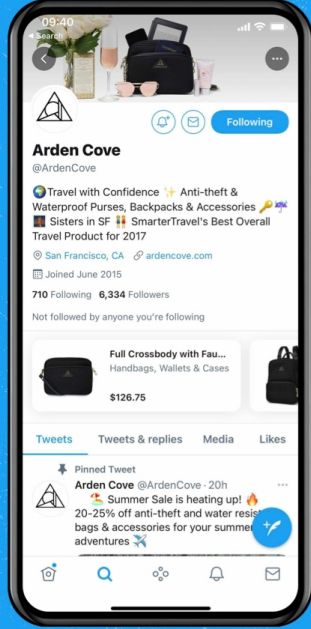 09:40
Search
Following
Arden Cove
@ArdenCove
🌍Travel with Confidence ✨ Anti-theft &
Waterproof Purses, Backpacks & Accessories 🔑☔
🌉 Sisters in SF 👭 SmarterTravel's Best Overall
Travel Product for 2017
San Francisco, CA ardencove.com
Joined June 2015
710 Following 6,334 Followers
Not followed by anyone you're following
Full Crossbody with Fau...
Handbags, Wallets & Cases
$126.75
Tweets Tweets & replies Media Likes
Pinned Tweet
Arden Cove @ArdenCove · 20h
🏖️ Summer Sale is heating up! 🔥
20-25% off anti-theft and water
bags & accessories for your summer
adventures ✈️